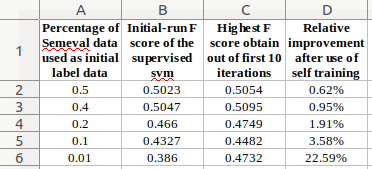 A B C D
1 Percentage of Semeval data used as initial label data Initial-run F score of the supervised svm Highest F score obtain out of first 10 iterations Relative improvement after use of self training
2 0.5 0.5023 0.5054 0.62%
3 0.4 0.5047 0.5095 0.95%
4 0.2 0.466 0.4749 1.91%
5 0.1 0.4327 0.4482 3.58%
6 0.01 0.386 0.4732 22.59%